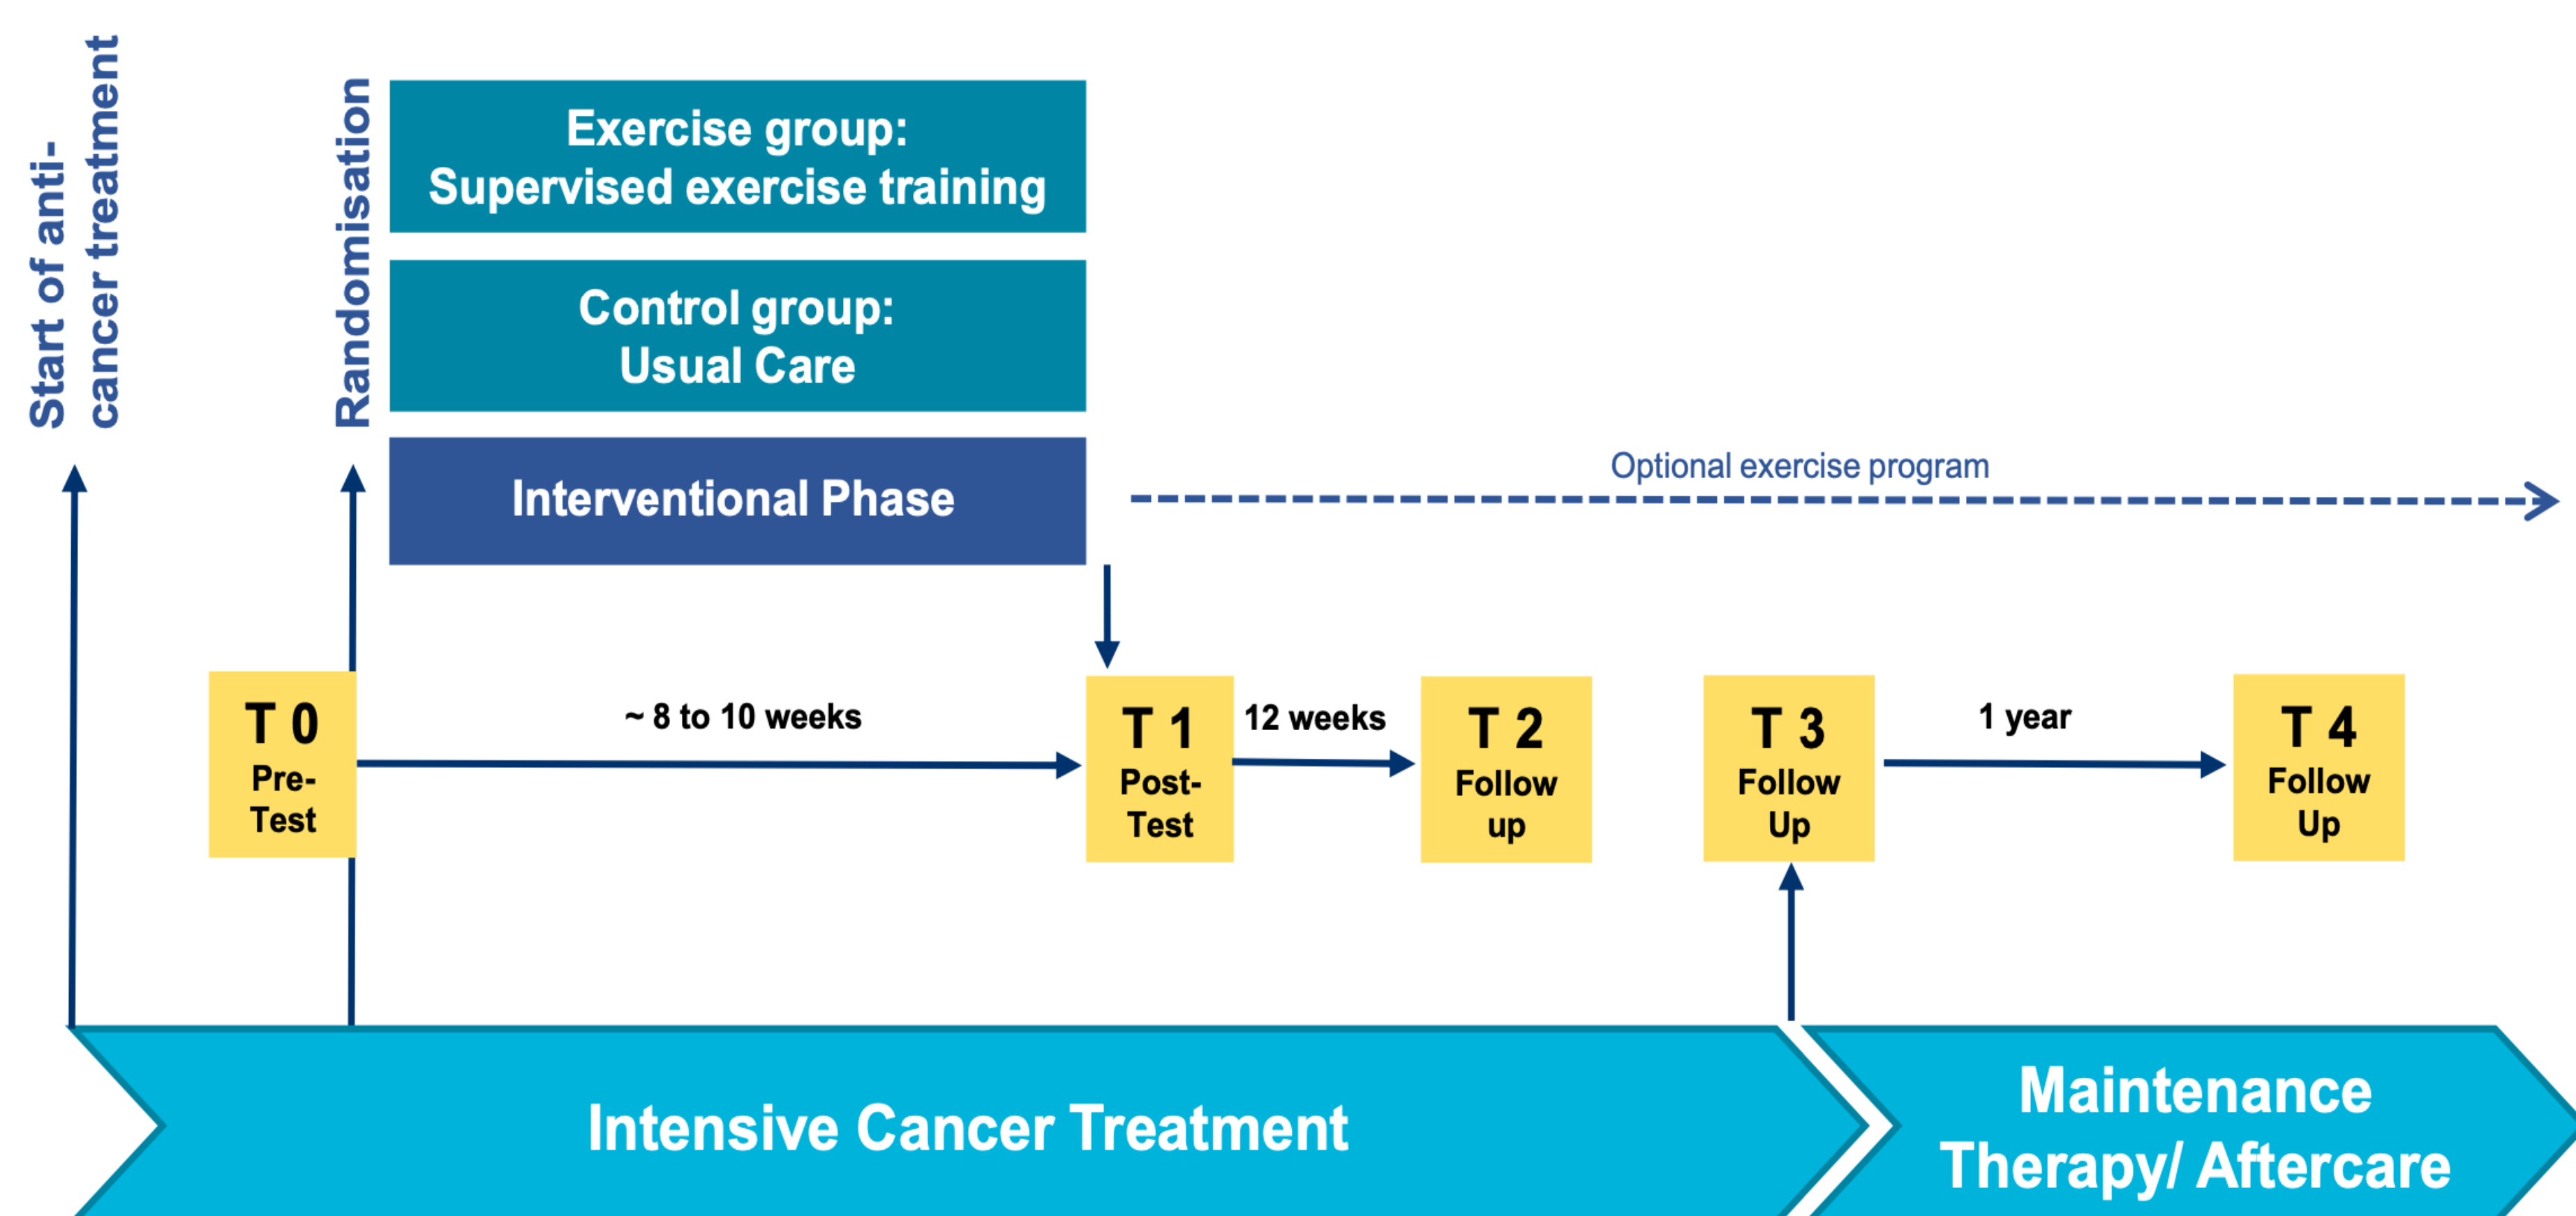 Start of anti-
cancer treatment
Randomisation
Exercise group:
Supervised exercise training
Control group:
Usual Care
Interventional Phase
Optional exercise program
T 0
Pre-
Test
~ 8 to 10 weeks
T 1
Post-
Test
12 weeks
T 2
Follow
up
T 3
Follow
Up
1 year
T 4
Follow
Up
Intensive Cancer Treatment
Maintenance
Therapy/ Aftercare